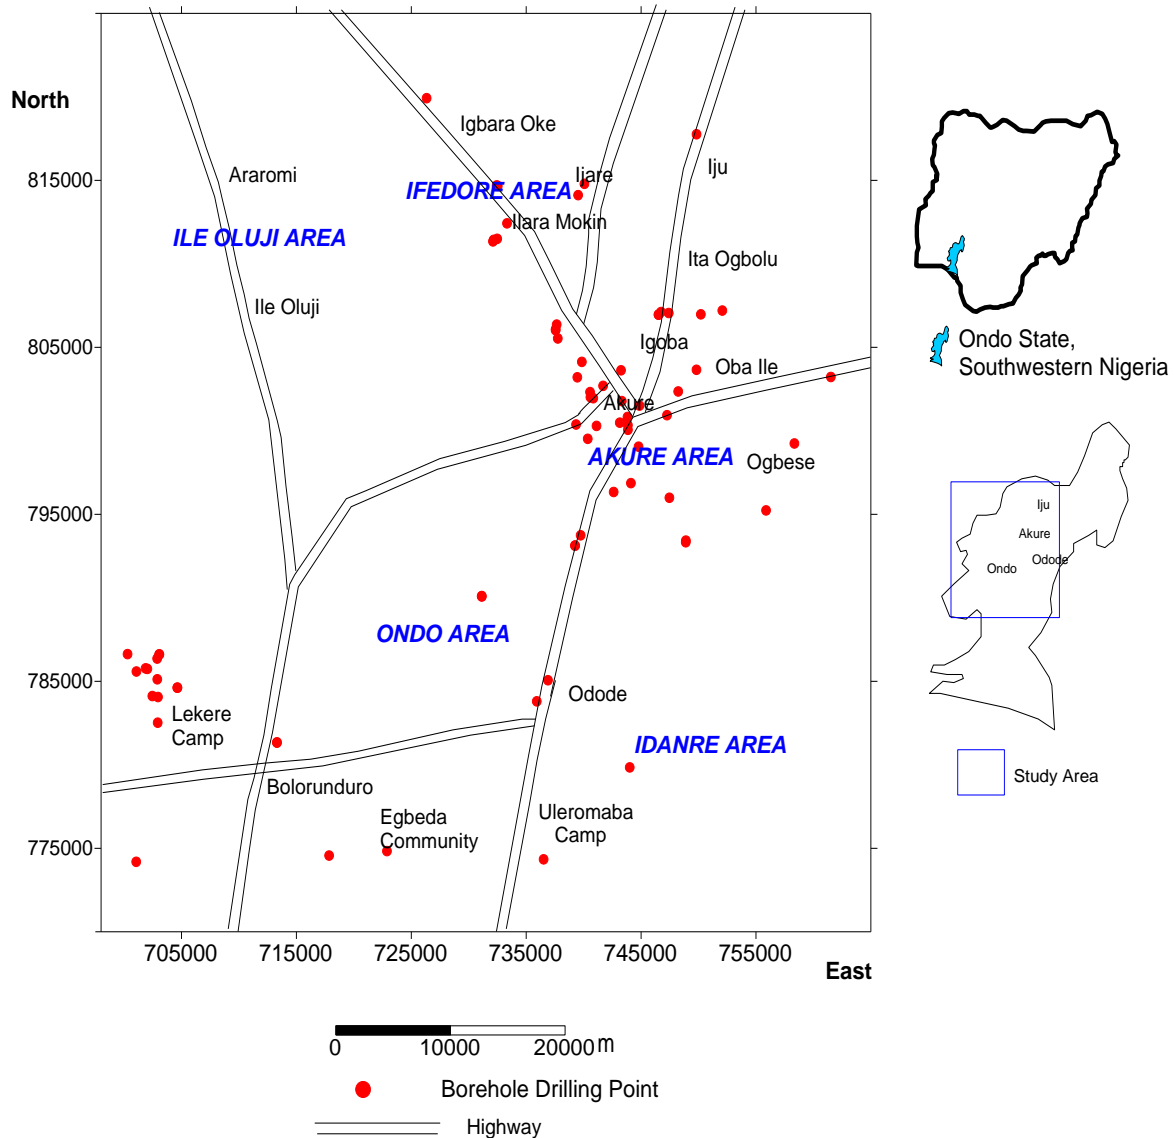 North
Igbara Oke
Araromi
Ijare
Iju
815000
IFEDORE AREA
Ilara Mokin
ILE OLUJI AREA
Ita Ogbolu
Ile Oluji
805000
Igoba
Oba Ile
Akure
AKURE AREA
Ogbese
795000
ONDO AREA
785000
Odode
Lekere
Camp
IDANRE AREA
Bolorunduro
Egbeda
Community
Uleromaba
Camp
775000
705000
715000
725000
735000
745000
755000
East
Ondo State,
Southwestern Nigeria
Iju
Akure
Odode
Ondo
Study Area
0
10000
20000
m
Borehole Drilling Point
Highway